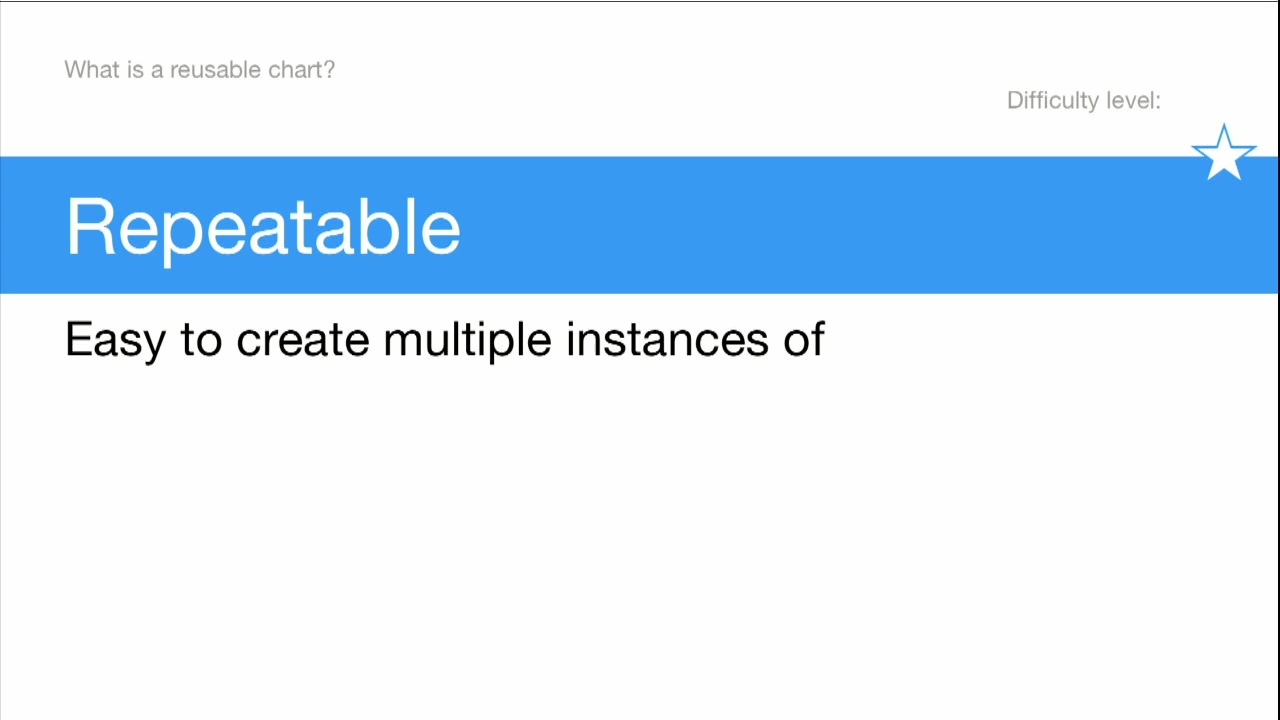 What is a reusable chart?
Difficulty level:
Repeatable
Easy to create multiple instances of